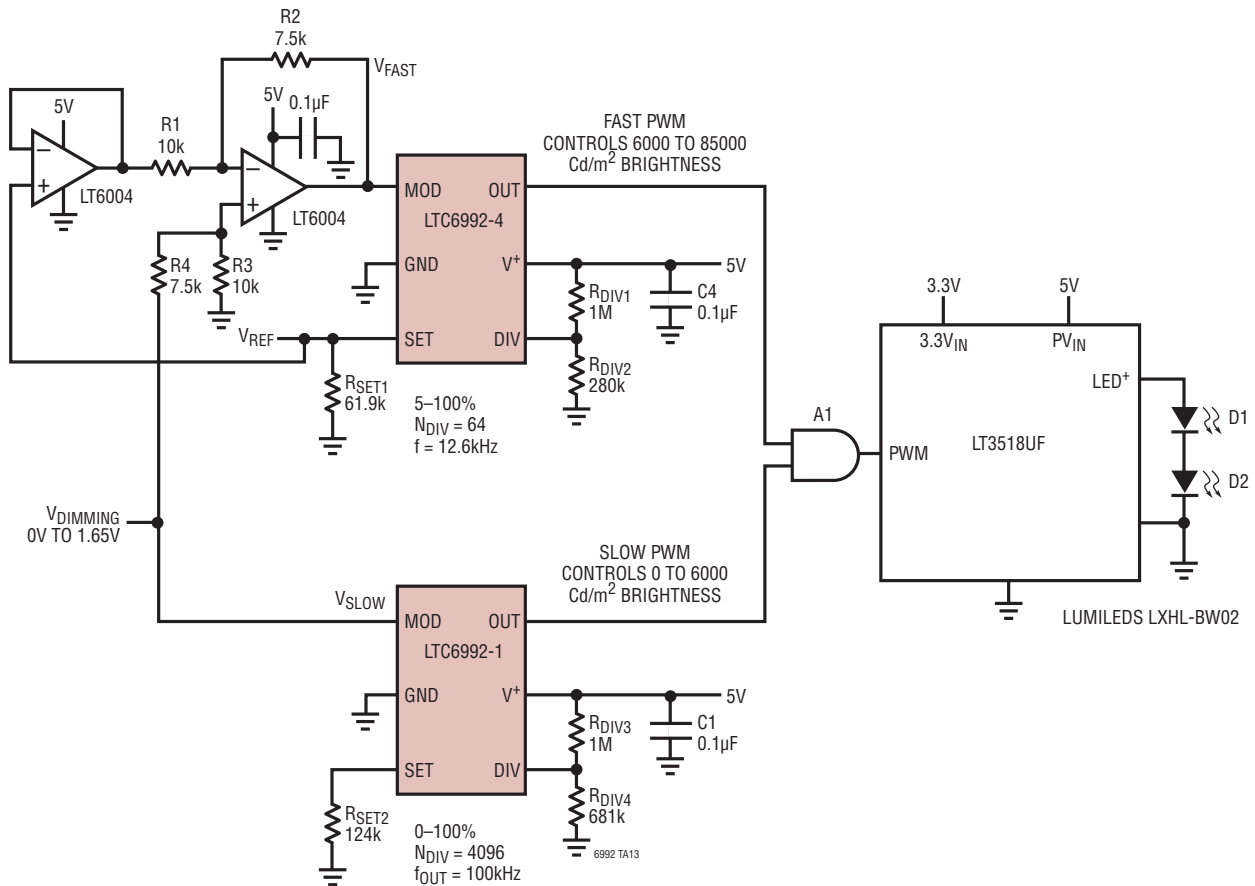 R2
7.5k
VFAST
5V
0.1µF
5V
R1
10k
−
+
LT6004
−
+
LT6004
R4
7.5k
R3
10k
VREF
RSET1
61.9k
MOD
OUT
LTC6992-4
GND
V+
SET
DIV
5–100%
NDIV = 64
f = 12.6kHz
FAST PWM
CONTROLS 6000 TO 85000
Cd/m2 BRIGHTNESS
RDIV1
1M
5V
C4
0.1µF
RDIV2
280k
VDIMMING
0V TO 1.65V
A1
3.3V
5V
3.3VIN
PVIN
LED+
PWM
LT3518UF
D1
D2
LUMILEDS LXHL-BW02
SLOW PWM
CONTROLS 0 TO 6000
Cd/m2 BRIGHTNESS
VSLOW
MOD
OUT
LTC6992-1
GND
V+
SET
DIV
RSET2
124k
0–100%
NDIV = 4096
fOUT = 100kHz
RDIV3
1M
5V
C1
0.1µF
RDIV4
681k
6992 TA13